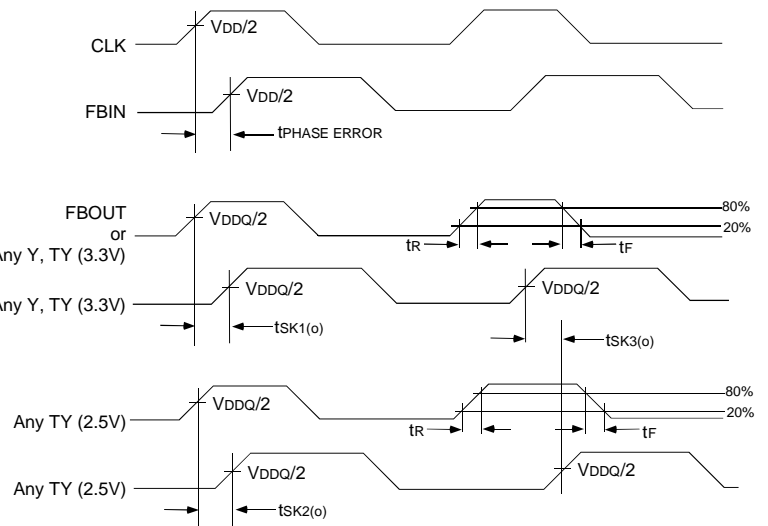 CLK
VDD/2
FBIN
VDD/2
tPHASE ERROR
FBOUT
or
Any Y, TY (3.3V)
VDDQ/2
80%
20%
tR
tF
Any Y, TY (3.3V)
VDDQ/2
VDDQ/2
tSK1(o)
tSK3(o)
Any TY (2.5V)
VDDQ/2
80%
20%
tR
tF
Any TY (2.5V)
VDDQ/2
VDDQ/2
tSK2(o)